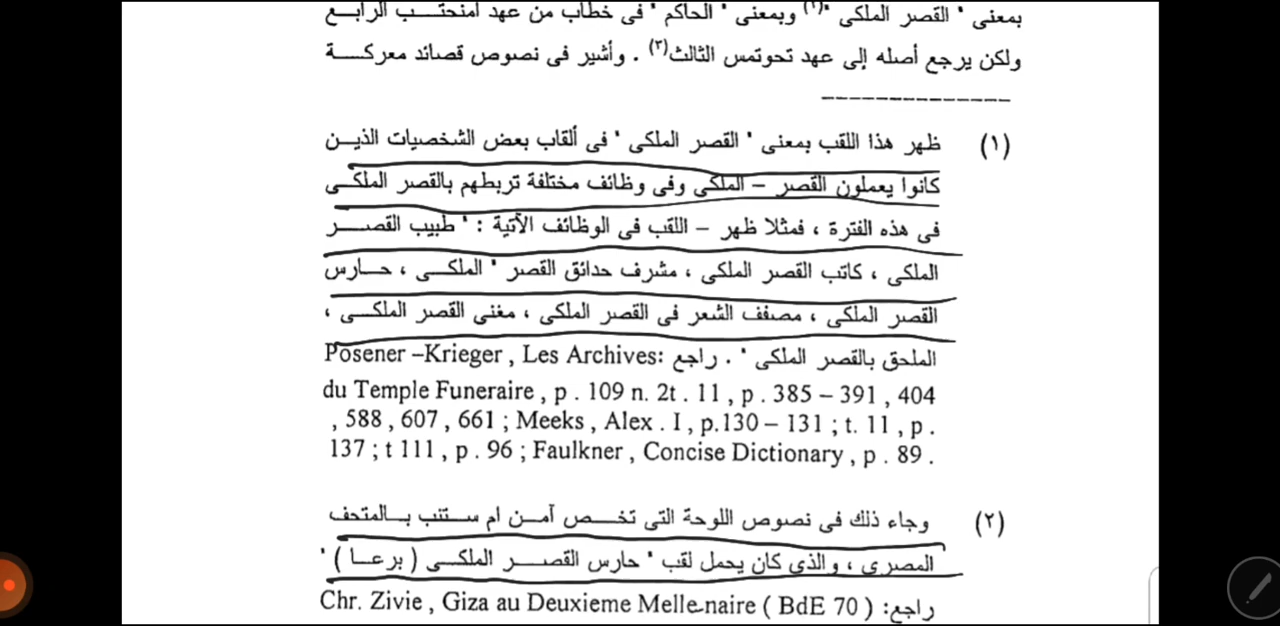 بمعنى " القصر الملكى "(١) وبمعنى " الحاكم " فى خطاب من عهد امنحتب الرابع
ولكن يرجع أصله إلى عهد تحوتمس الثالث(٣) . وأشير فى نصوص قصائد معركة
(١) ظهر هذا اللقب بمعنى " القصر الملكى " فى ألقاب بعض الشخصيات الذين
كانوا يعملون القصر – الملكى وفى وظائف مختلفة تربطهم بالقصر الملكى
فى هذه الفترة ، فمثلا ظهر – اللقب فى الوظائف الآتية : " طبيب القصر
الملكى ، كاتب القصر الملكى ، مشرف حدائق القصر " الملكى ، حارس
القصر الملكى ، مصفف الشعر فى القصر الملكى ، مغنى القصر الملكى ،
الملحق بالقصر الملكى " . راجع :Posener –Krieger , Les Archives
du Temple Funeraire , p . 109 n. 2t . 11 , p . 385 – 391 , 404
, 588 , 607 , 661 ; Meeks , Alex . I , p.130 – 131 ; t. 11 , p .
137 ; t 111 , p . 96 ; Faulkner , Concise Dictionary , p . 89 .
(٢) وجاء ذلك فى نصوص اللوحة التى تخص آمن ام ستنب بالمتحف
المصرى ، والذي كان يحمل لقب " حارس القصر الملكى ( برعا ) "
راجع: Chr. Zivie , Giza au Deuxieme Mellenaire ( BdE 70 )